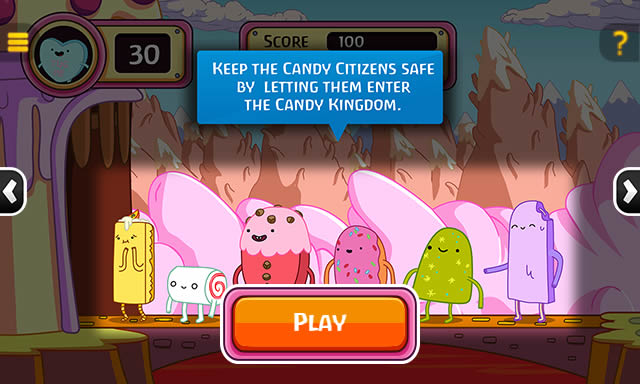 30
SCORE 100
?
KEEP THE CANDY CITIZENS SAFE
BY LETTING THEM ENTER
THE CANDY KINGDOM.
PLAY